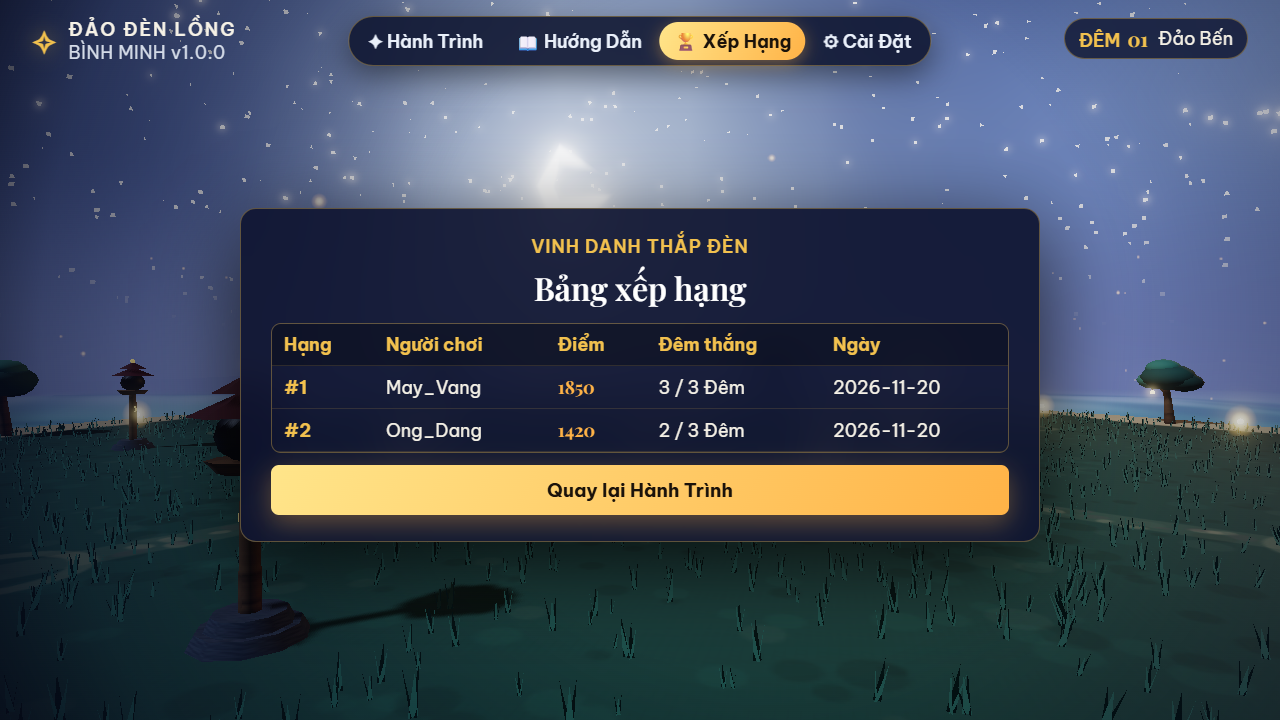 ĐẢO ĐÈN LỒNG
BÌNH MINH v1.0.0
Hành Trình
Hướng Dẫn
Xếp Hạng
Cài Đặt
ĐÊM 01 Đảo Bến
VINH DANH THẮP ĐÈN
Bảng xếp hạng
Hạng Người chơi Điểm Đêm thắng Ngày
#1 May_Vang 1850 3 / 3 Đêm 2026-11-20
#2 Ong_Dang 1420 2 / 3 Đêm 2026-11-20
Quay lại Hành Trình